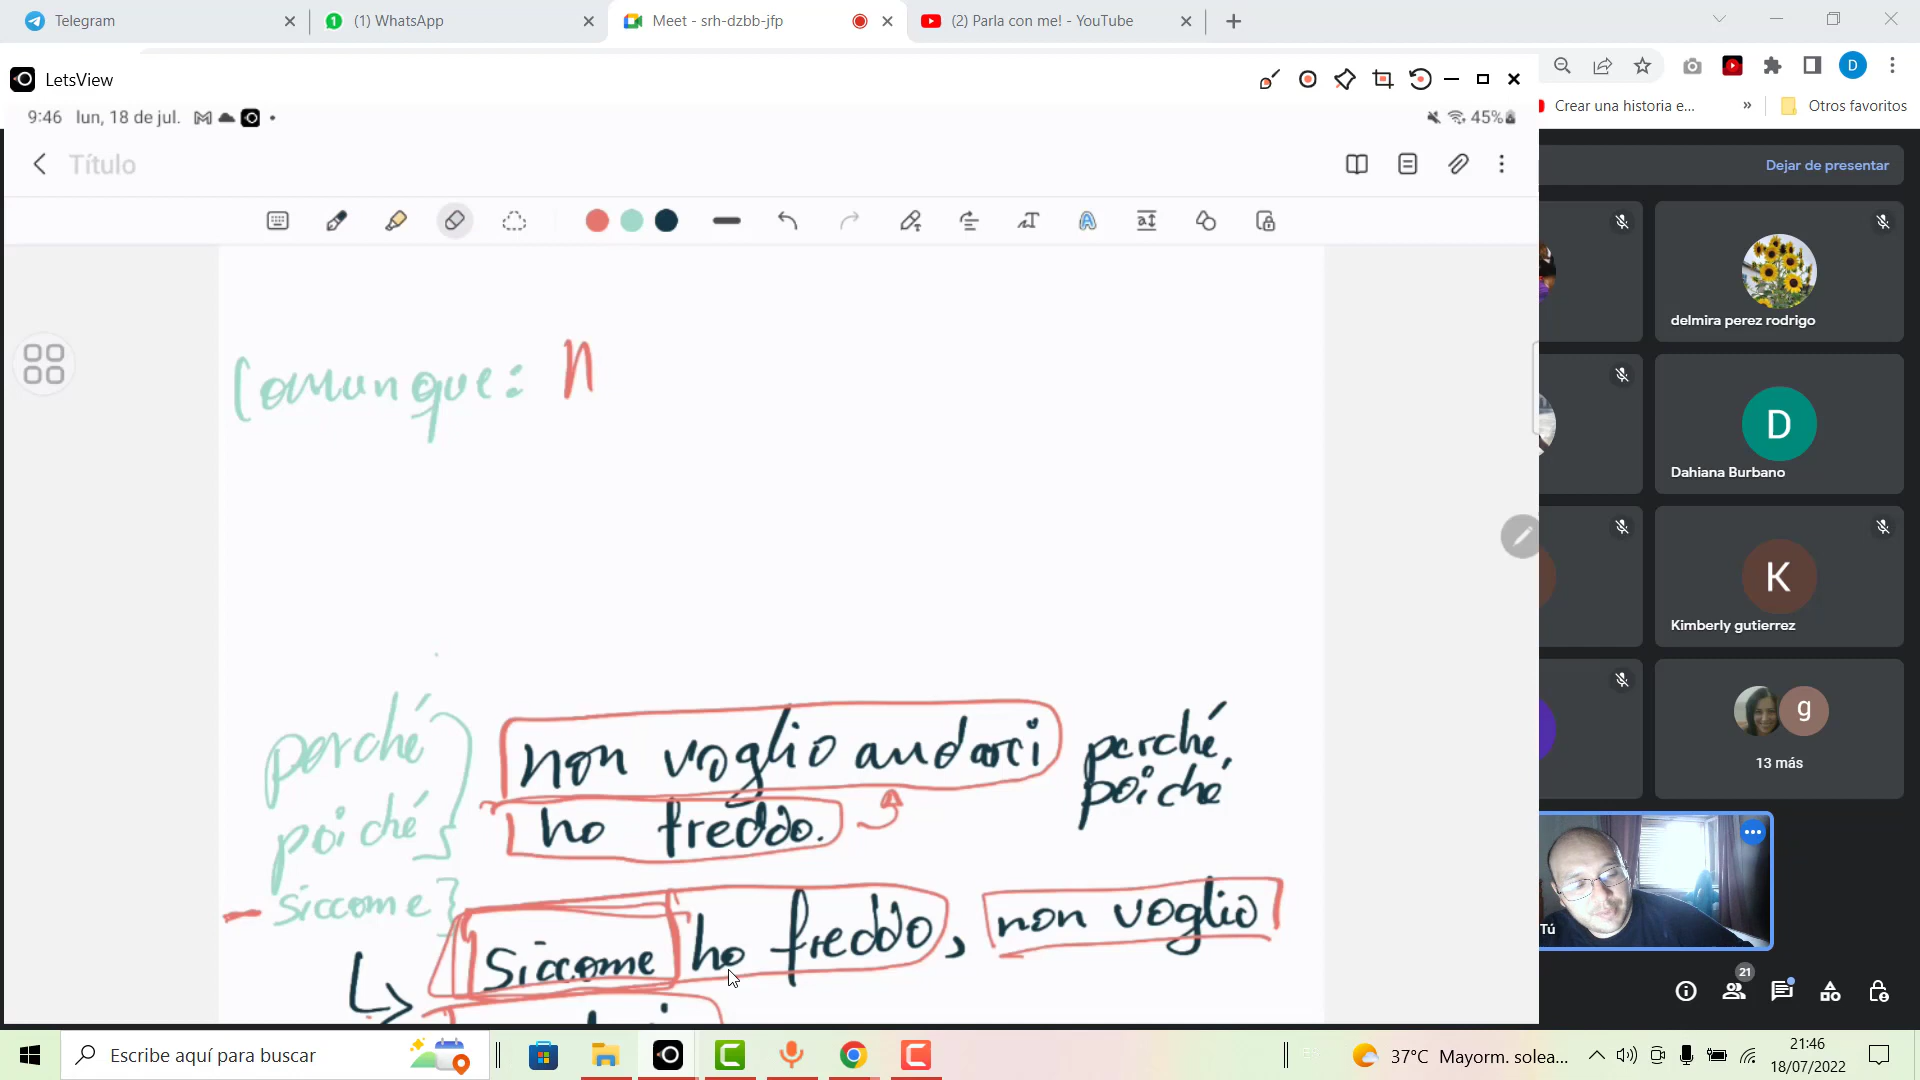 Telegram
(1) WhatsApp
Meet - srh-dzbb-jfp
(2) Parla con me! - YouTube
LetsView
D
Crear una historia e...
»
Otros favoritos
9:46 lun, 18 de jul.
45%
Título
Dejar de presentar
Comunque: N
delmira perez rodrigo
D
Dahiana Burbano
K
Kimberly gutierrez
g
13 más
perché
non voglio andarci
perché,
poiché
poiché
ho freddo.
siccome
siccome ho freddo, non voglio
Tú
21
Escribe aquí para buscar
37°C Mayorm. solea...
21:46
18/07/2022